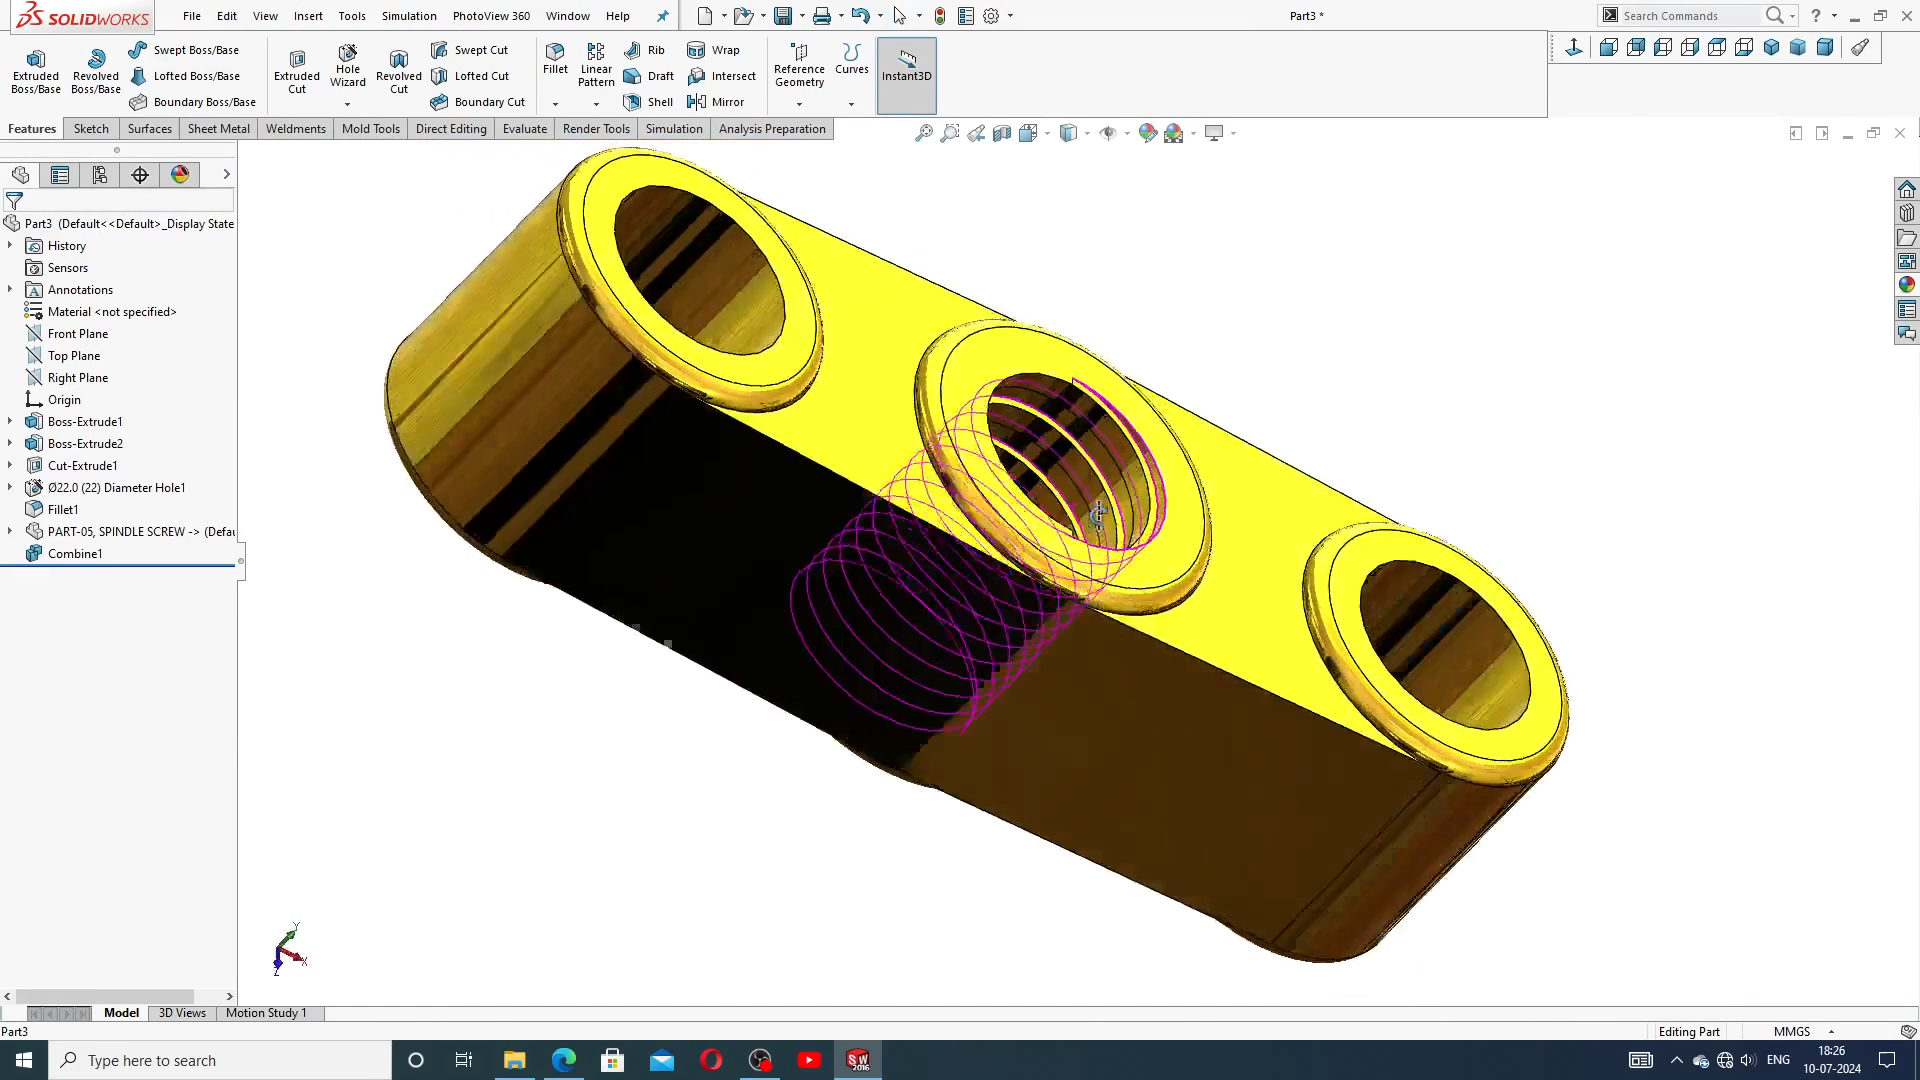 SOLIDWORKS
File Edit View Insert Tools Simulation PhotoView 360 Window Help
Part3 *
Search Commands
Extruded Boss/Base
Revolved Boss/Base
Swept Boss/Base
Lofted Boss/Base
Boundary Boss/Base
Extruded Cut
Hole Wizard
Revolved Cut
Swept Cut
Lofted Cut
Boundary Cut
Fillet
Linear Pattern
Rib
Draft
Shell
Wrap
Intersect
Mirror
Reference Geometry
Curves
Instant3D
Features Sketch Surfaces Sheet Metal Weldments Mold Tools Direct Editing Evaluate Render Tools Simulation Analysis Preparation
Part3 (Default<<Default>_Display State
History
Sensors
Annotations
Material <not specified>
Front Plane
Top Plane
Right Plane
Origin
Boss-Extrude1
Boss-Extrude2
Cut-Extrude1
Ø22.0 (22) Diameter Hole1
Fillet1
PART-05, SPINDLE SCREW -> (Defau
Combine1
Y
X
Z
Model 3D Views Motion Study 1
Part3
Editing Part
MMGS
Type here to search
SW
2016
ENG
18:26
10-07-2024